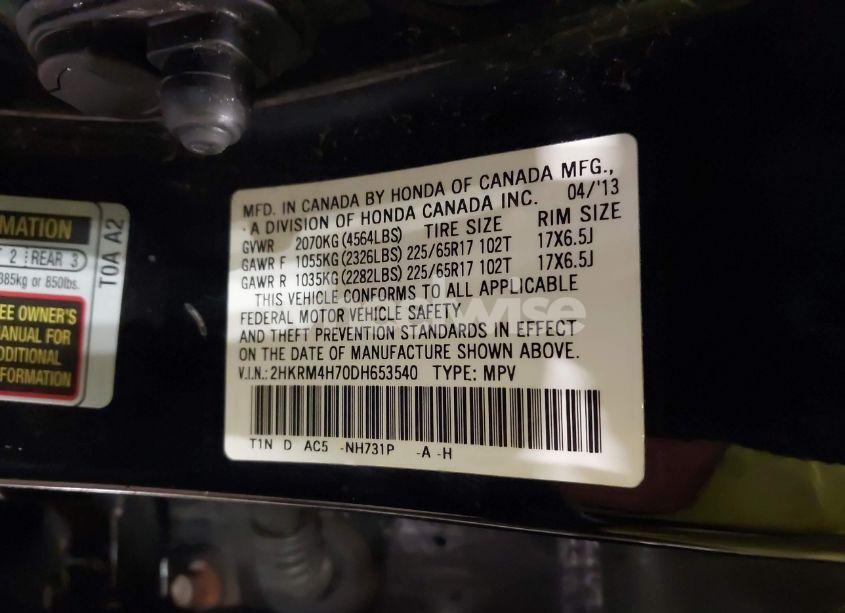 MFD. IN CANADA BY HONDA OF CANADA MFG.,
A DIVISION OF HONDA CANADA INC. 04/'13
GVWR 2070KG (4564LBS) TIRE SIZE RIM SIZE
GAWR F 1055KG (2326LBS) 225/65R17 102T 17X6.5J
GAWR R 1035KG (2282LBS) 225/65R17 102T 17X6.5J
THIS VEHICLE CONFORMS TO ALL APPLICABLE
FEDERAL MOTOR VEHICLE SAFETY
AND THEFT PREVENTION STANDARDS IN EFFECT
ON THE DATE OF MANUFACTURE SHOWN ABOVE.
V.I.N.: 2HKRM4H70DH653540 TYPE: MPV
T1N D AC5 -NH731P -A -H
RMATION
2 REAR 3
385kg or 850lbs.
EE OWNER'S
ANUAL FOR
DDITIONAL
FORMATION
T0A A2